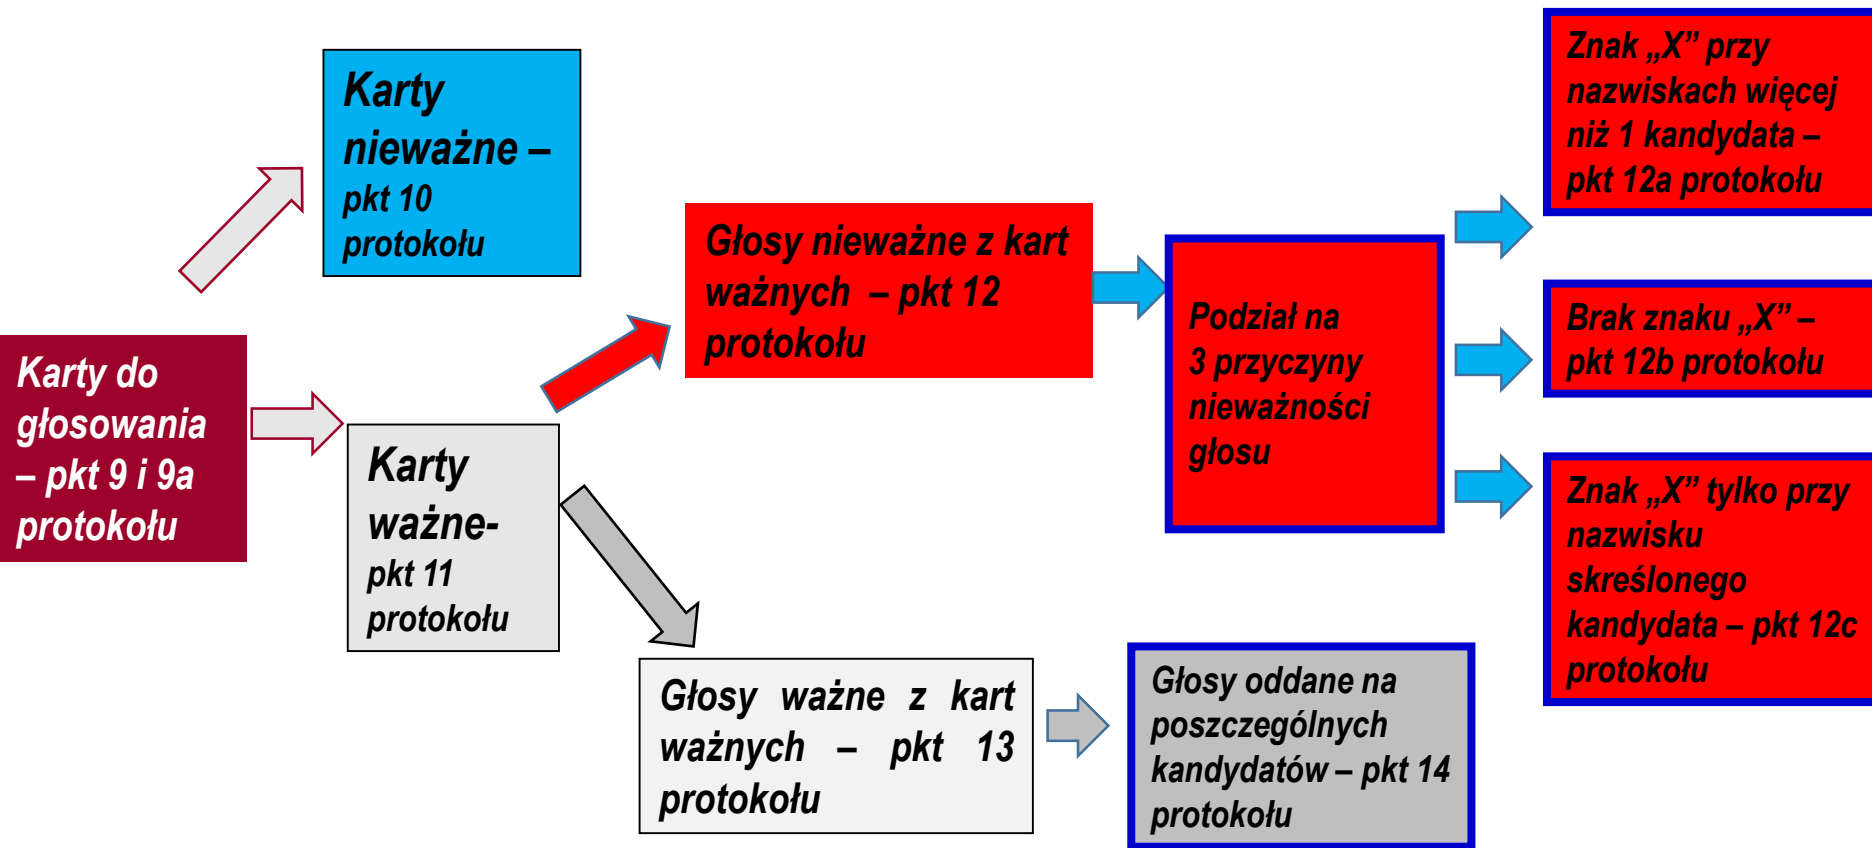 Karty do
głosowania
– pkt 9 i 9a
protokołu
Karty
nieważne –
pkt 10
protokołu
Karty
ważne-
pkt 11
protokołu
Głosy nieważne z kart
ważnych – pkt 12
protokołu
Podział na
3 przyczyny
nieważności
głosu
Znak „X” przy
nazwiskach więcej
niż 1 kandydata –
pkt 12a protokołu
Brak znaku „X” –
pkt 12b protokołu
Znak „X” tylko przy
nazwisku
skreślonego
kandydata – pkt 12c
protokołu
Głosy ważne z kart
ważnych – pkt 13
protokołu
Głosy oddane na
poszczególnych
kandydatów – pkt 14
protokołu